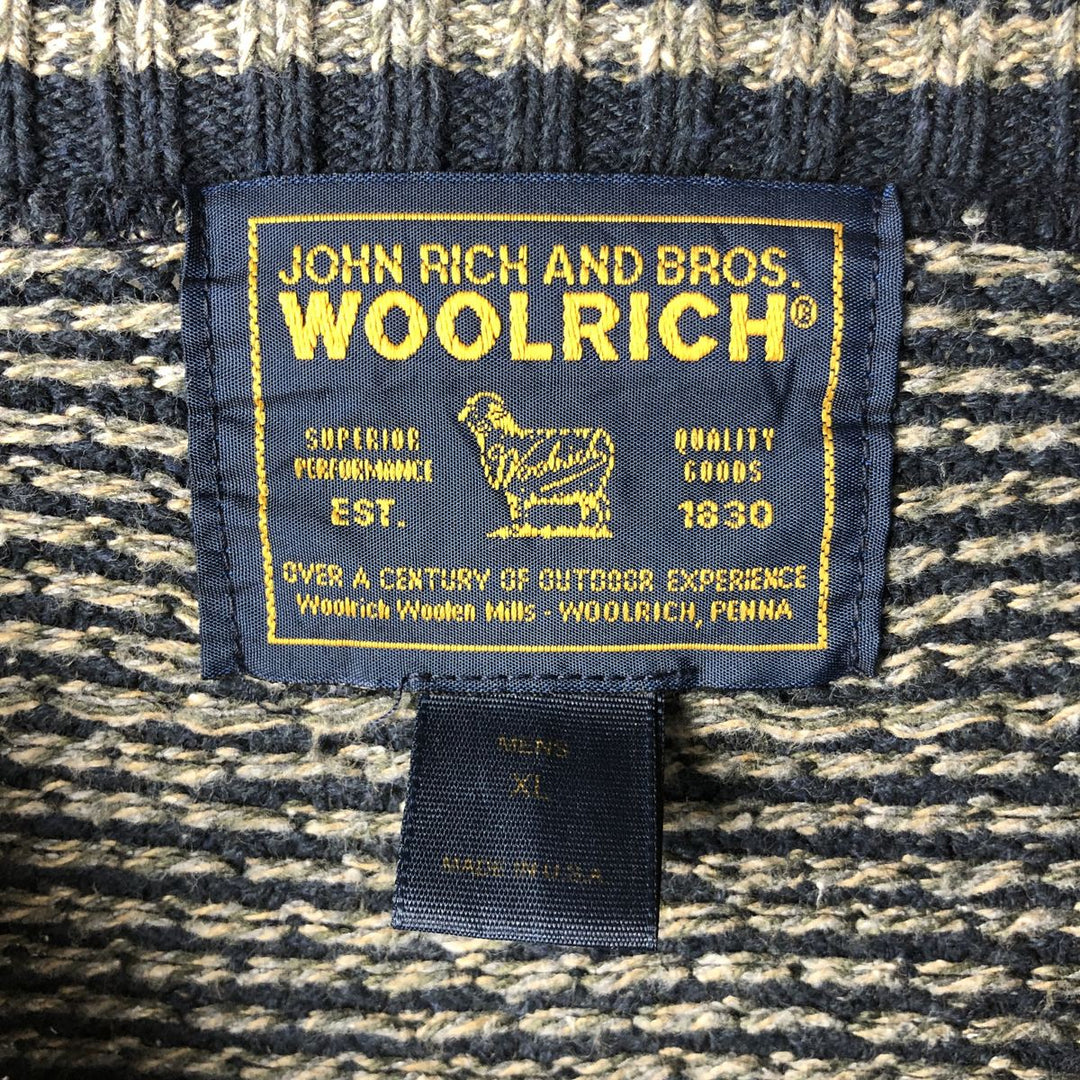 JOHN RICH AND BROS.
WOOLRICH®
SUPERIOR
PERFORMANCE
EST.
Woolrich
QUALITY
GOODS
1830
OVER A CENTURY OF OUTDOOR EXPERIENCE
Woolrich Woolen Mills - WOOLRICH, PENNA
MENS
XL
MADE IN U.S.A.